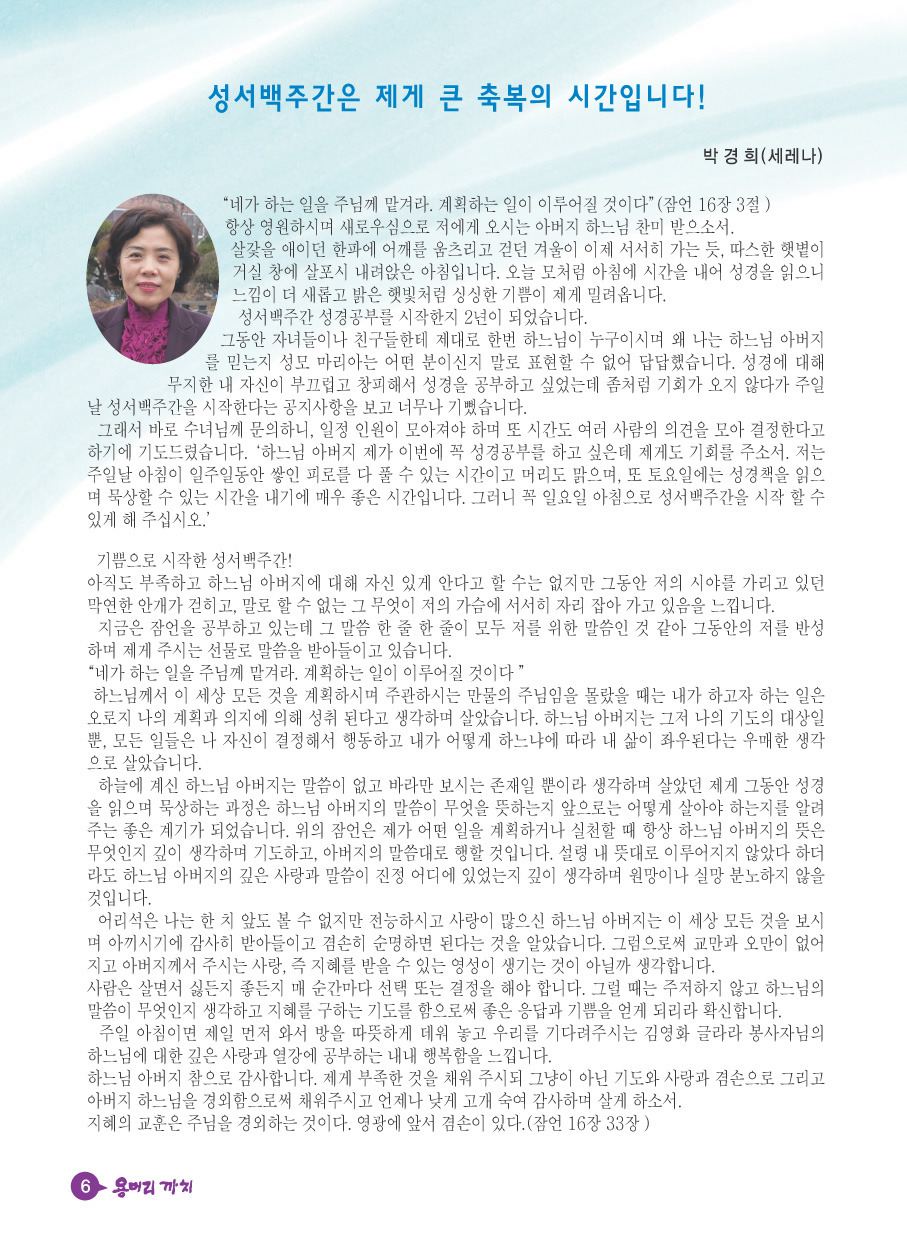 성서백주간은 제게 큰 축복의 시간입니다!
박 경 희(세레나)
“네가 하는 일을 주님께 맡겨라. 계획하는 일이 이루어질 것이다”(잠언 16장 3절 )
항상 영원하시며 새로우심으로 저에게 오시는 아버지 하느님 찬미 받으소서.
살갗을 애이던 한파에 어깨를 움츠리고 걷던 겨울이 이제 서서히 가는 듯, 따스한 햇볕이
거실 창에 살포시 내려앉은 아침입니다. 오늘 모처럼 아침에 시간을 내어 성경을 읽으니
느낌이 더 새롭고 밝은 햇빛처럼 싱싱한 기쁨이 제게 밀려옵니다.
성서백주간 성경공부를 시작한지 2년이 되었습니다.
그동안 자녀들이나 친구들한테 제대로 한번 하느님이 누구이시며 왜 나는 하느님 아버지
를 믿는지 성모 마리아는 어떤 분이신지 말로 표현할 수 없어 답답했습니다. 성경에 대해
무지한 내 자신이 부끄럽고 창피해서 성경을 공부하고 싶었는데 좀처럼 기회가 오지 않다가 주일
날 성서백주간을 시작한다는 공지사항을 보고 너무나 기뻤습니다.
그래서 바로 수녀님께 문의하니, 일정 인원이 모아져야 하며 또 시간도 여러 사람의 의견을 모아 결정한다고
하기에 기도드렸습니다. ‘하느님 아버지 제가 이번에 꼭 성경공부를 하고 싶은데 제게도 기회를 주소서. 저는
주일날 아침이 일주일동안 쌓인 피로를 다 풀 수 있는 시간이고 머리도 맑으며, 또 토요일에는 성경책을 읽으
며 묵상할 수 있는 시간을 내기에 매우 좋은 시간입니다. 그러니 꼭 일요일 아침으로 성서백주간을 시작 할 수
있게 해 주십시오.’
기쁨으로 시작한 성서백주간!
아직도 부족하고 하느님 아버지에 대해 자신 있게 안다고 할 수는 없지만 그동안 저의 시야를 가리고 있던
막연한 안개가 걷히고, 말로 할 수 없는 그 무엇이 저의 가슴에 서서히 자리 잡아 가고 있음을 느낍니다.
지금은 잠언을 공부하고 있는데 그 말씀 한 줄 한 줄이 모두 저를 위한 말씀인 것 같아 그동안의 저를 반성
하며 제게 주시는 선물로 말씀을 받아들이고 있습니다.
“네가 하는 일을 주님께 맡겨라. 계획하는 일이 이루어질 것이다 ”
하느님께서 이 세상 모든 것을 계획하시며 주관하시는 만물의 주님임을 몰랐을 때는 내가 하고자 하는 일은
오로지 나의 계획과 의지에 의해 성취 된다고 생각하며 살았습니다. 하느님 아버지는 그저 나의 기도의 대상일
뿐, 모든 일들은 나 자신이 결정해서 행동하고 내가 어떻게 하느냐에 따라 내 삶이 좌우된다는 우매한 생각
으로 살았습니다.
하늘에 계신 하느님 아버지는 말씀이 없고 바라만 보시는 존재일 뿐이라 생각하며 살았던 제게 그동안 성경
을 읽으며 묵상하는 과정은 하느님 아버지의 말씀이 무엇을 뜻하는지 앞으로는 어떻게 살아야 하는지를 알려
주는 좋은 계기가 되었습니다. 위의 잠언은 제가 어떤 일을 계획하거나 실천할 때 항상 하느님 아버지의 뜻은
무엇인지 깊이 생각하며 기도하고, 아버지의 말씀대로 행할 것입니다. 설령 내 뜻대로 이루어지지 않았다 하더
라도 하느님 아버지의 깊은 사랑과 말씀이 진정 어디에 있었는지 깊이 생각하며 원망이나 실망 분노하지 않을
것입니다.
어리석은 나는 한 치 앞도 볼 수 없지만 전능하시고 사랑이 많으신 하느님 아버지는 이 세상 모든 것을 보시
며 아끼시기에 감사히 받아들이고 겸손히 순명하면 된다는 것을 알았습니다. 그럼으로써 교만과 오만이 없어
지고 아버지께서 주시는 사랑, 즉 지혜를 받을 수 있는 영성이 생기는 것이 아닐까 생각합니다.
사람은 살면서 싫든지 좋든지 매 순간마다 선택 또는 결정을 해야 합니다. 그럴 때는 주저하지 않고 하느님의
말씀이 무엇인지 생각하고 지혜를 구하는 기도를 함으로써 좋은 응답과 기쁨을 얻게 되리라 확신합니다.
주일 아침이면 제일 먼저 와서 방을 따뜻하게 데워 놓고 우리를 기다려주시는 김영화 글라라 봉사자님의
하느님에 대한 깊은 사랑과 열강에 공부하는 내내 행복함을 느낍니다.
하느님 아버지 참으로 감사합니다. 제게 부족한 것을 채워 주시되 그냥이 아닌 기도와 사랑과 겸손으로 그리고
아버지 하느님을 경외함으로써 채워주시고 언제나 낮게 고개 숙여 감사하며 살게 하소서.
지혜의 교훈은 주님을 경외하는 것이다. 영광에 앞서 겸손이 있다.(잠언 16장 33장 )
6 용머리 까치